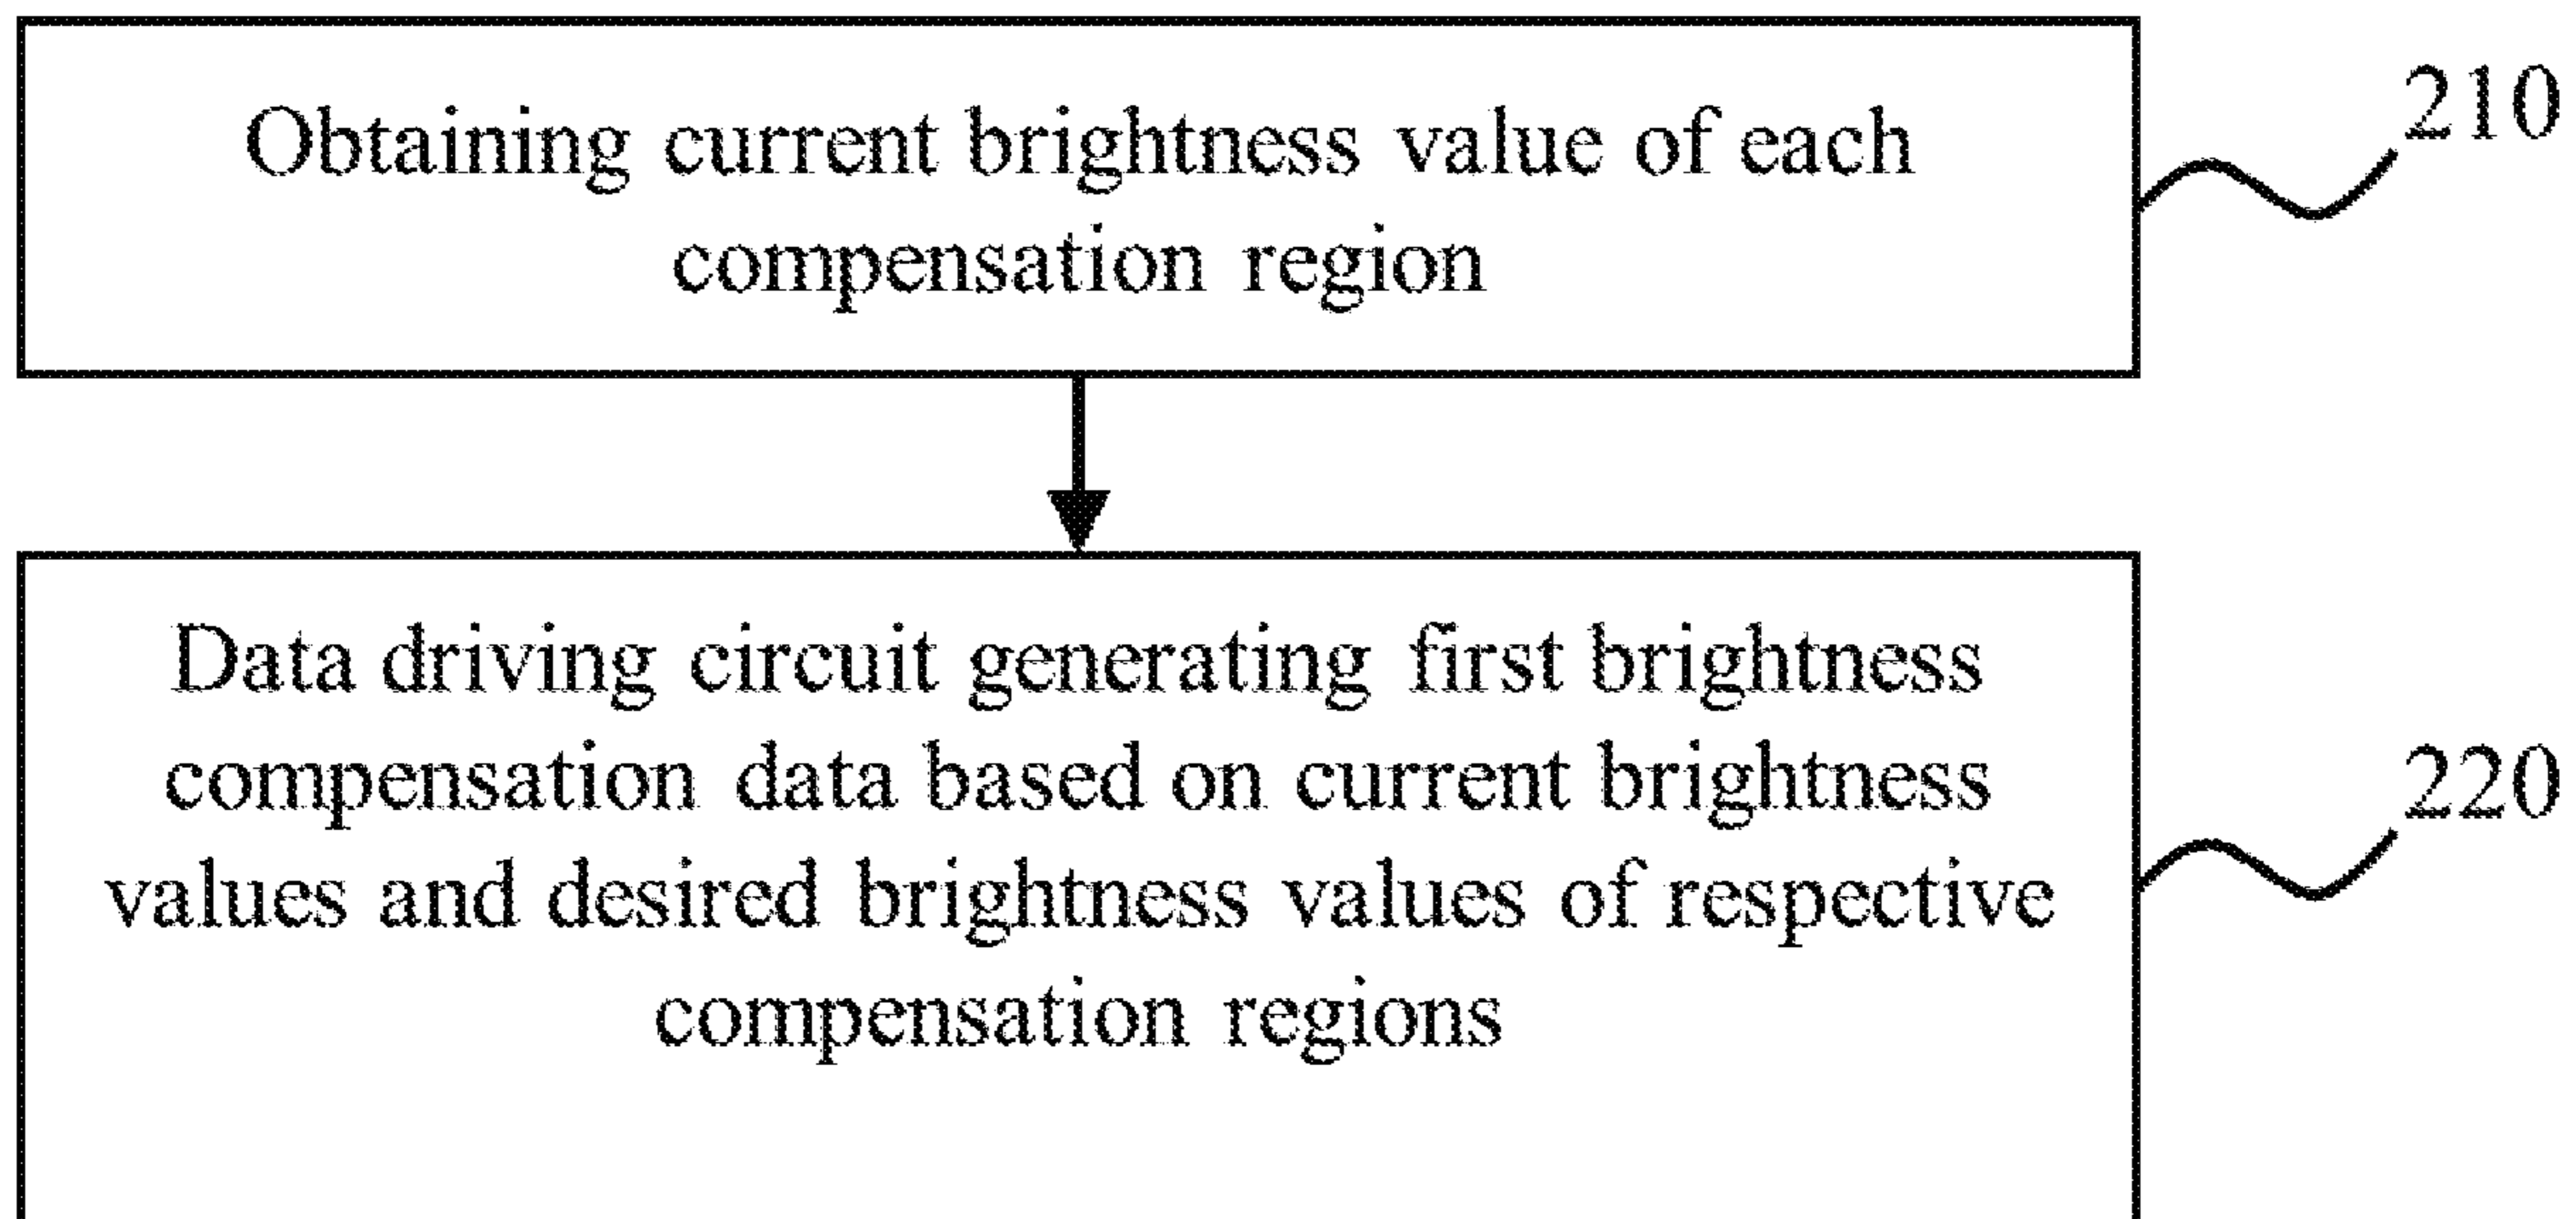 Obtaining current brightness value of each
compensation region
210
Data driving circuit generating first brightness
compensation data based on current brightness
values and desired brightness values of respective
compensation regions
220